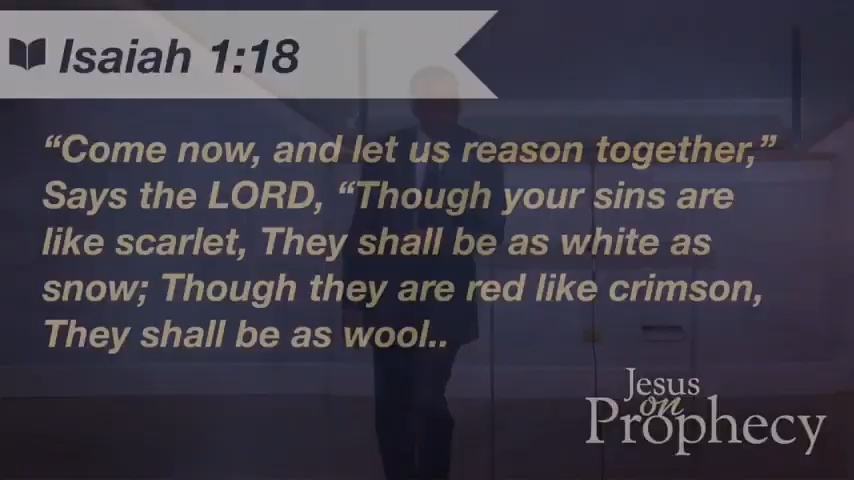 Isaiah 1:18
“Come now, and let us reason together,”
Says the LORD, “Though your sins are
like scarlet, They shall be as white as
snow; Though they are red like crimson,
They shall be as wool..
Jesus
on
Prophecy